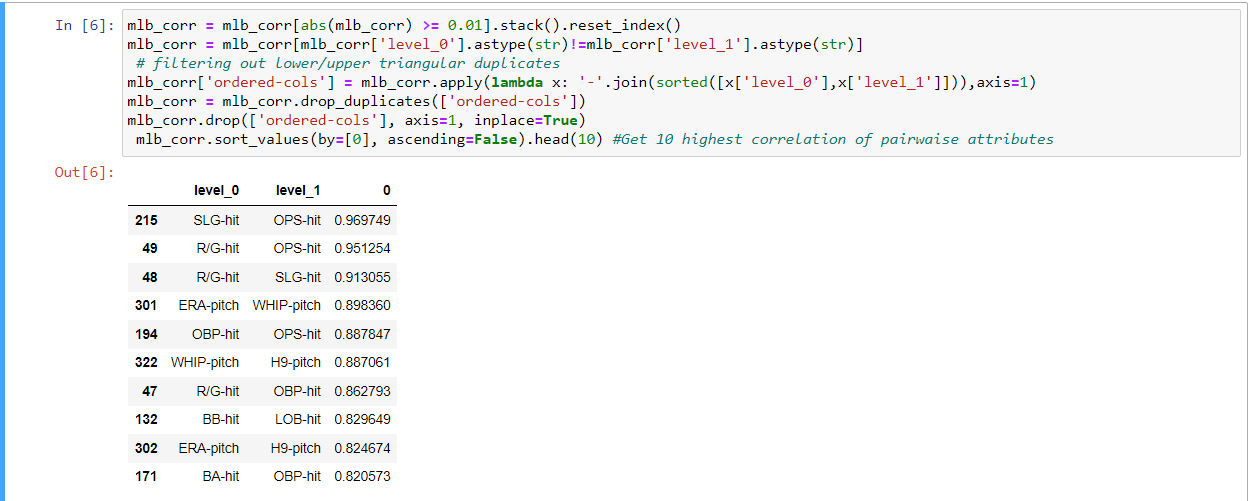 In [6]: mlb_corr = mlb_corr[abs(mlb_corr) >= 0.01].stack().reset_index()
mlb_corr = mlb_corr[mlb_corr['level_0'].astype(str)!=mlb_corr['level_1'].astype(str)]
# filtering out lower/upper triangular duplicates
mlb_corr['ordered-cols'] = mlb_corr.apply(lambda x: '-'.join(sorted([x['level_0'],x['level_1']])),axis=1)
mlb_corr = mlb_corr.drop_duplicates(['ordered-cols'])
mlb_corr.drop(['ordered-cols'], axis=1, inplace=True)
mlb_corr.sort_values(by=[0], ascending=False).head(10) #Get 10 highest correlation of pairwaise attributes
Out[6]:
level_0 level_1 0
215 SLG-hit OPS-hit 0.969749
49 R/G-hit OPS-hit 0.951254
48 R/G-hit SLG-hit 0.913055
301 ERA-pitch WHIP-pitch 0.898360
194 OBP-hit OPS-hit 0.887847
322 WHIP-pitch H9-pitch 0.887061
47 R/G-hit OBP-hit 0.862793
132 BB-hit LOB-hit 0.829649
302 ERA-pitch H9-pitch 0.824674
171 BA-hit OBP-hit 0.820573